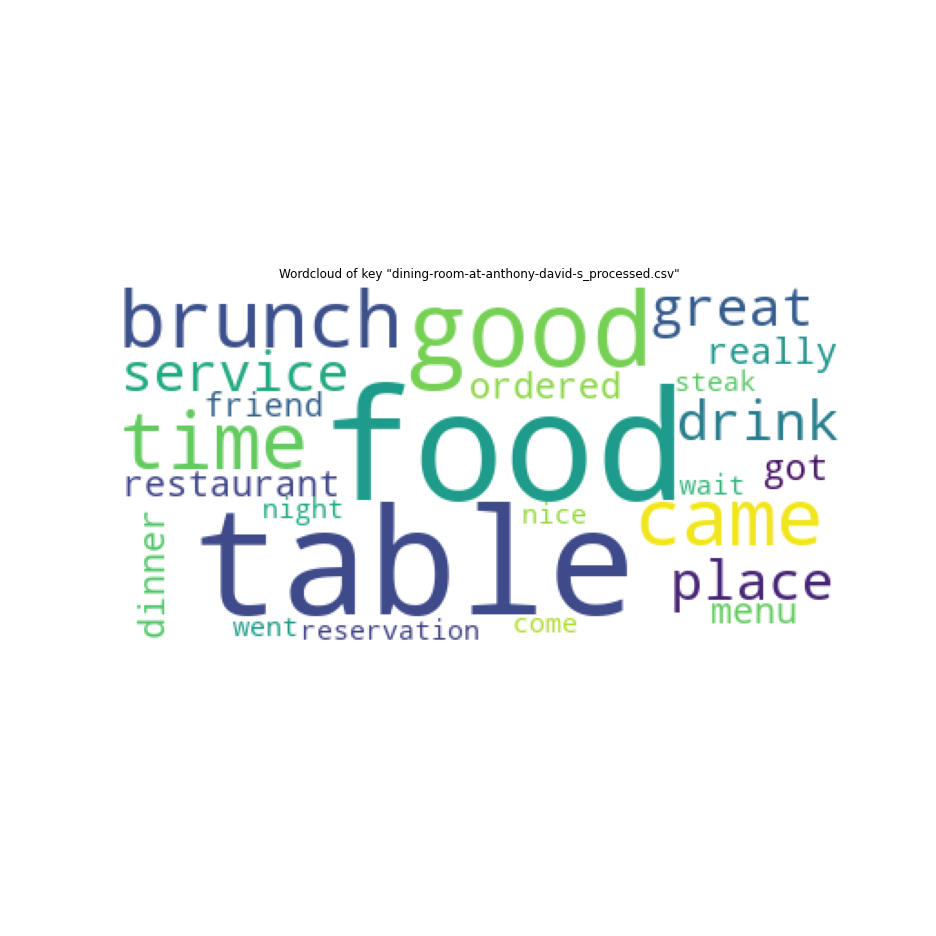 Wordcloud of key "dining-room-at-anthony-david-s_processed.csv"
brunch
good
great
service
really
ordered
steak
friend
food
drink
time
got
restaurant
wait
night
nice
came
table
dinner
place
menu
went
reservation
come